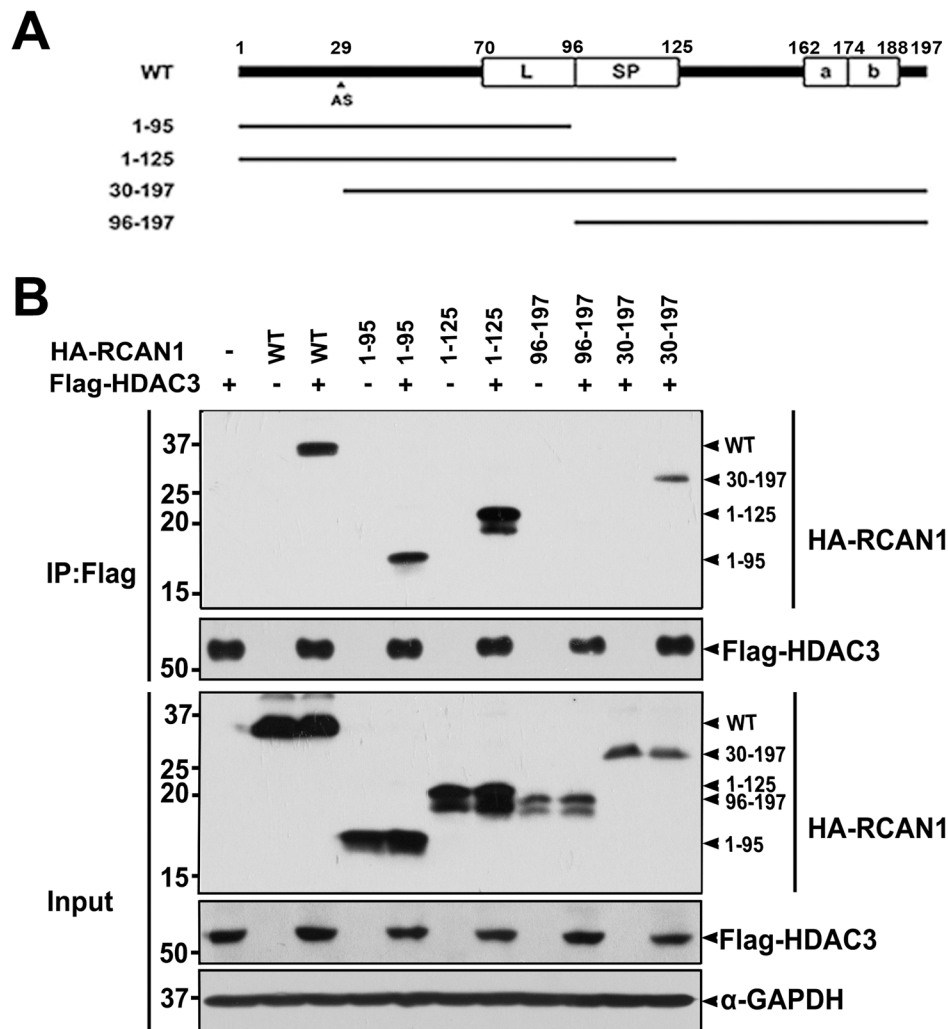 A
1 29 70 96 125 162 174 188 197
WT L SP a b
AS
1-95
1-125
30-197
96-197
B
HA-RCAN1 - WT WT 1-95 1-95 1-125 1-125 96-197 96-197 30-197 30-197
Flag-HDAC3 + - + - + - + - + + +
37
25
20
15
WT
30-197
1-125
1-95
HA-RCAN1
IP:Flag
50
Flag-HDAC3
37
25
20
15
WT
30-197
1-125
96-197
1-95
HA-RCAN1
Input
50
Flag-HDAC3
37
α-GAPDH